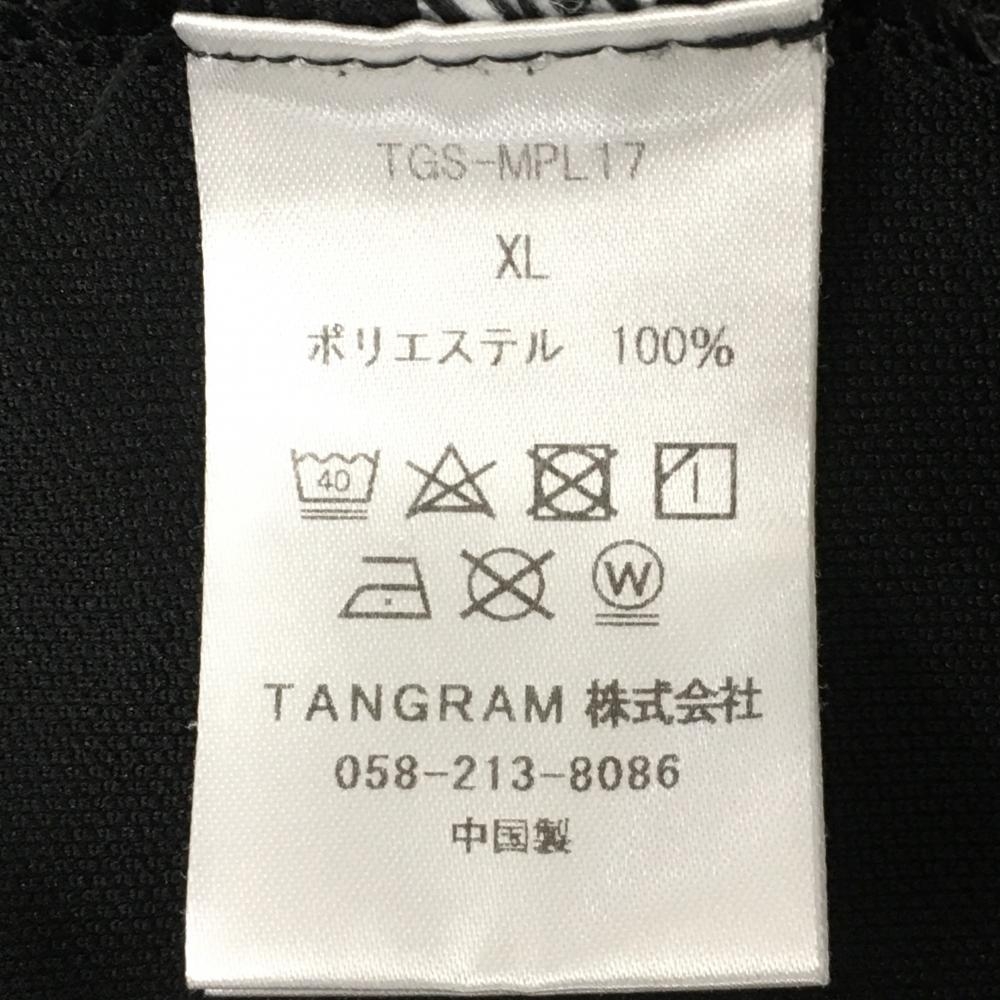 TGS-MPL17
XL
ポリエステル 100%
40
W
TANGRAM 株式会社
058-213-8086
中国製